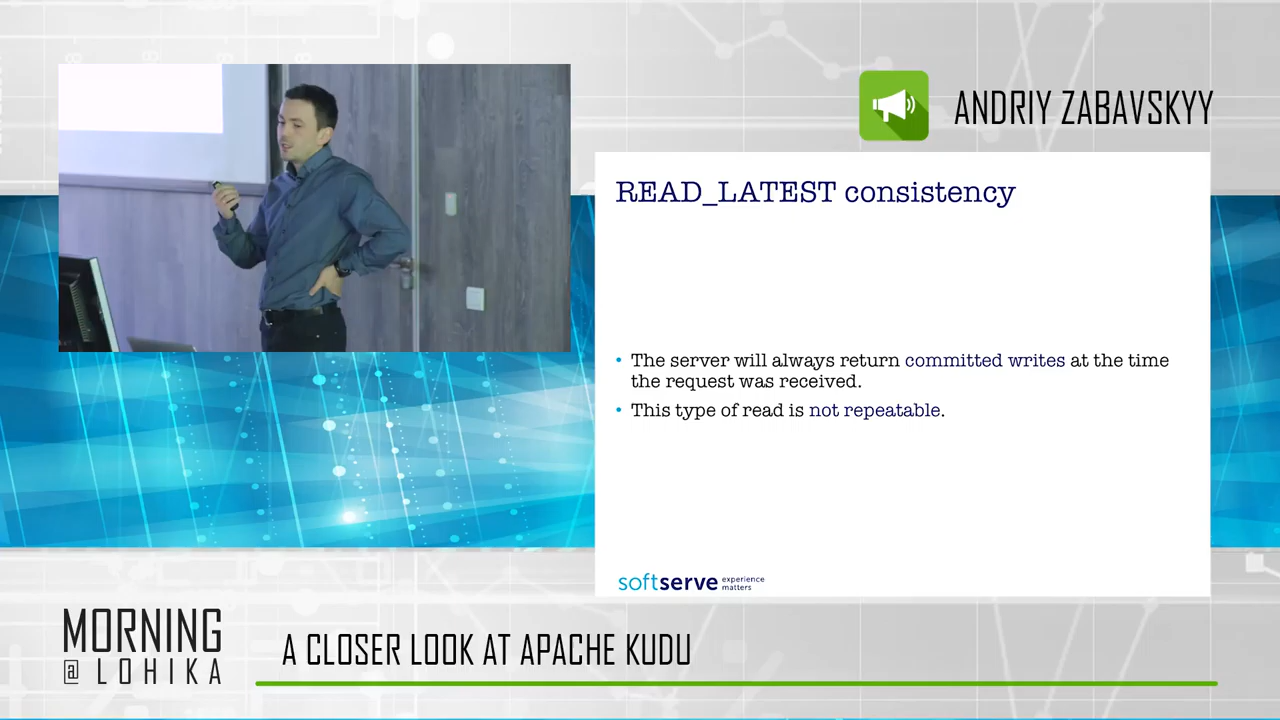 ANDRIY ZABAVSKYY
READ_LATEST consistency
• The server will always return committed writes at the time
the request was received.
• This type of read is not repeatable.
softserve experience
matters
MORNING
@ LOHIKA
A CLOSER LOOK AT APACHE KUDU